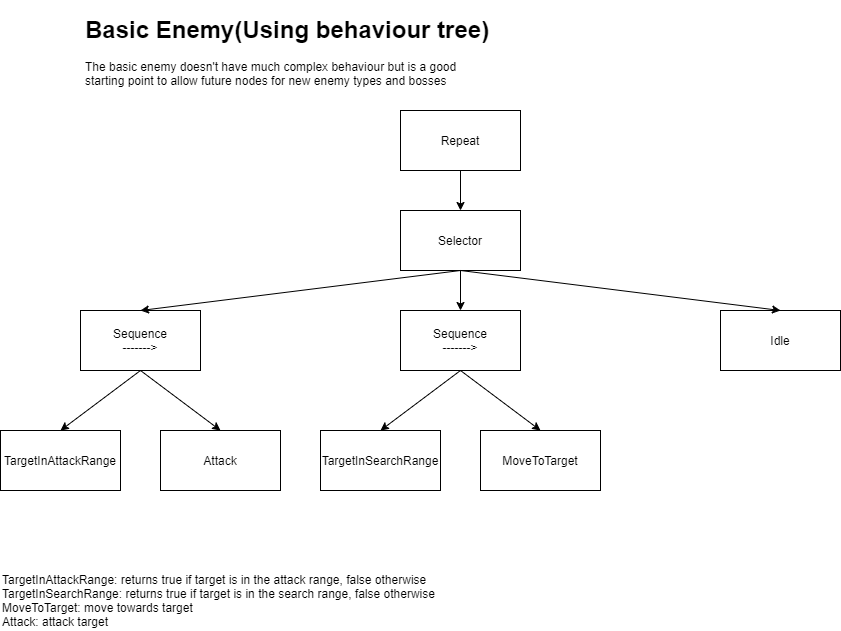 Basic Enemy(Using behaviour tree)
The basic enemy doesn't have much complex behaviour but is a good
starting point to allow future nodes for new enemy types and bosses
Repeat
Selector
Sequence
------->
Sequence
------->
Idle
TargetInAttackRange
Attack
TargetInSearchRange
MoveToTarget
TargetInAttackRange: returns true if target is in the attack range, false otherwise
TargetInSearchRange: returns true if target is in the search range, false otherwise
MoveToTarget: move towards target
Attack: attack target